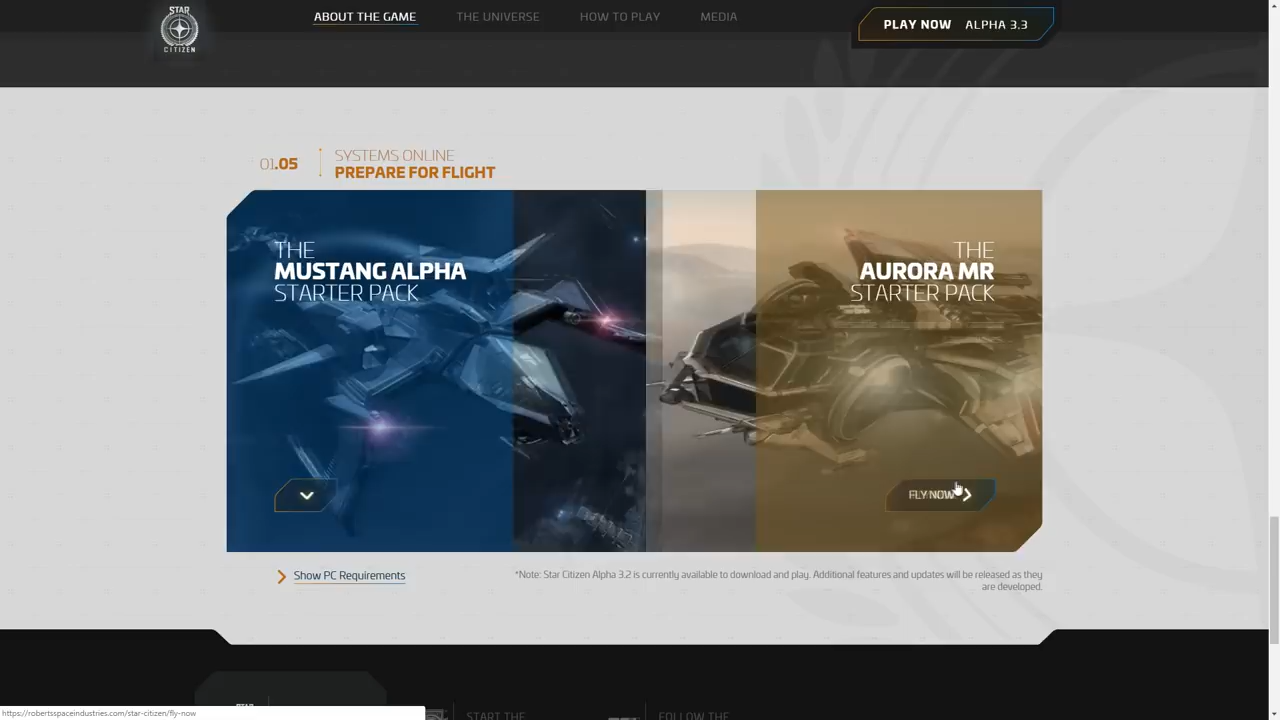 STAR
CITIZEN
ABOUT THE GAME
THE UNIVERSE
HOW TO PLAY
MEDIA
PLAY NOW ALPHA 3.3
01.05
SYSTEMS ONLINE
PREPARE FOR FLIGHT
THE
MUSTANG ALPHA
STARTER PACK
THE
AURORA MR
STARTER PACK
FLY NOW
Show PC Requirements
*Note: Star Citizen Alpha 3.2 is currently available to download and play. Additional features and updates will be released as they
are developed.
STAR
START THE
FOLLOW THE
https://robertsspaceindustries.com/star-citizen/fly-now